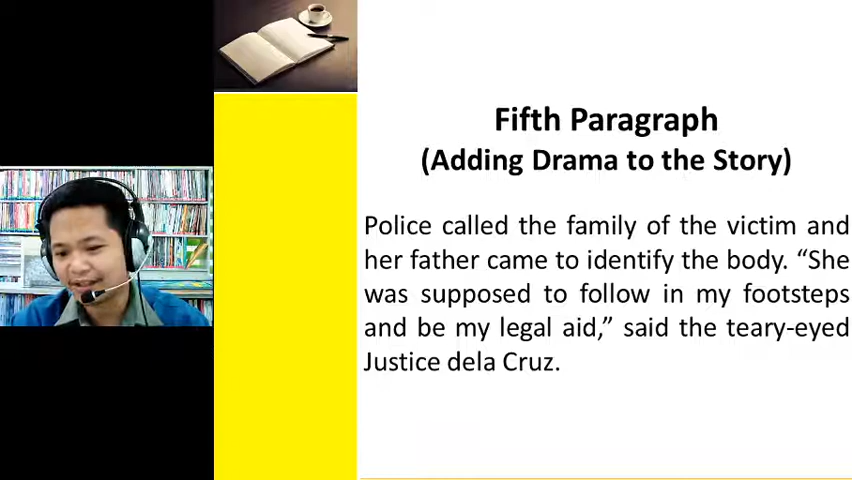 Fifth Paragraph
(Adding Drama to the Story)
Police called the family of the victim and
her father came to identify the body. “She
was supposed to follow in my footsteps
and be my legal aid,” said the teary-eyed
Justice dela Cruz.